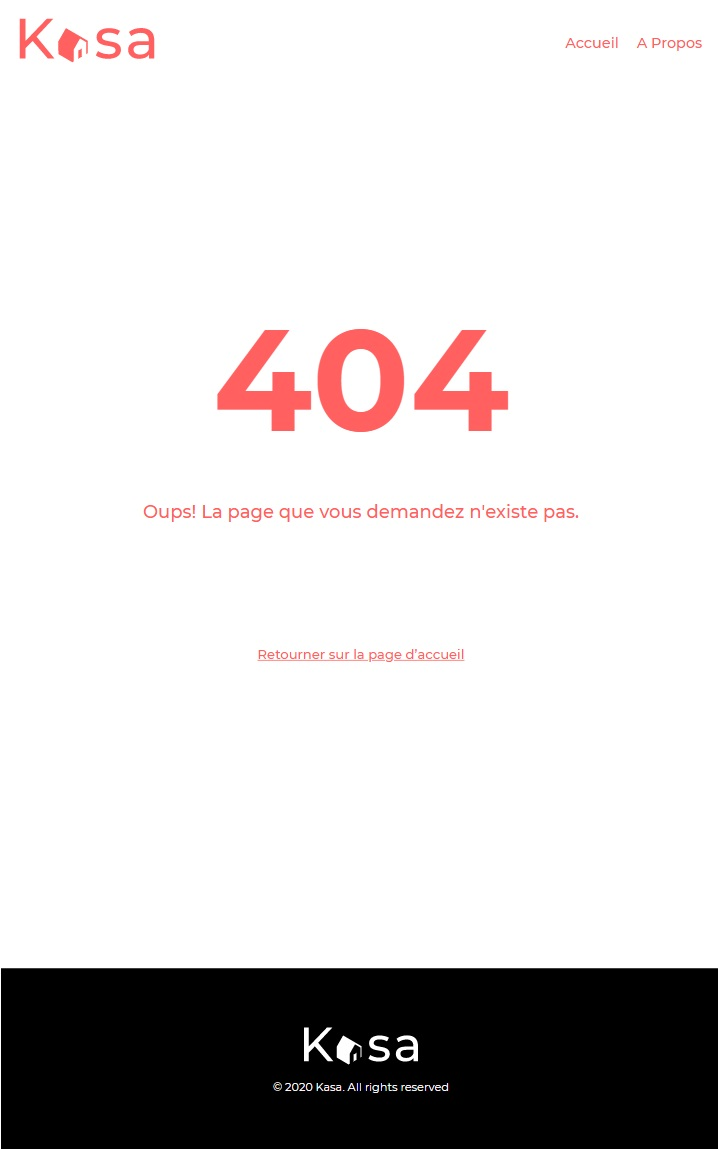 Kasa
Accueil A Propos
404
Oups! La page que vous demandez n'existe pas.
Retourner sur la page d’accueil
Kasa
© 2020 Kasa. All rights reserved